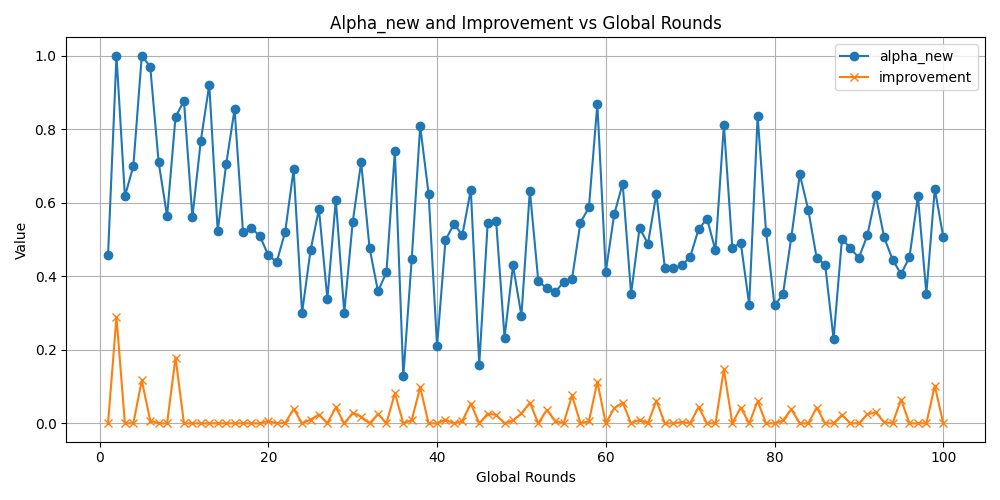 Alpha_new and Improvement vs Global Rounds
alpha_new
improvement
Value
1.0
0.8
0.6
0.4
0.2
0.0
0 20 40 60 80 100
Global Rounds